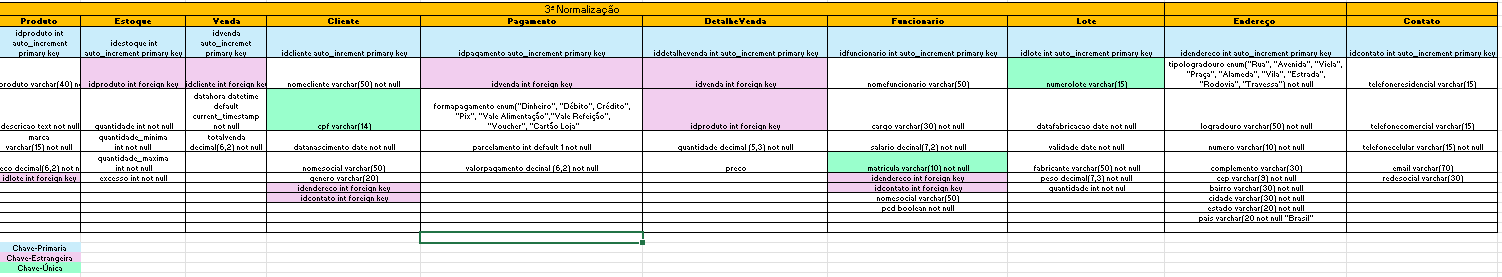 3ª Normalização
Produto Estoque Venda Cliente Pagamento DetalheVenda Funcionario Lote Endereço Contato
idproduto int
auto_increment
primary key
idestoque int
auto_increment primary key
idvenda
auto_incremet
primary key
idcliente auto_increment primary key
idpagamento auto_increment primary key
iddetalhevenda auto_increment primary key
idfuncionario int auto_increment primary key
idlote int auto_increment primary key
idendereco int auto_increment primary key
idcontato int auto_increment primary key
produto varchar(40) n
idproduto int foreign key
idcliente int foreign key
nomecliente varchar(50) not null
idvenda int foreign key
idvenda int foreign key
nomefuncionario varchar(50)
numerolote varchar(15)
tipologradouro enum("Rua", "Avenida", "Viela",
"Praça", "Alameda", "Vila", "Estrada",
"Rodovia", "Travessa") not null
telefoneresidencial varchar(15)
descricao text not null
quantidade int not null
datahora datetime
default
current_timestamp
not null
cpf varchar(14)
formapagamento enum("Dinheiro", "Débito", Crédito",
"Pix", "Vale Alimentação","Vale Refeição",
"Voucher", "Cartão Loja"
idproduto int foreign key
cargo varchar(30) not null
datafabricacao date not null
logradouro varchar(50) not null
telefonecomercial varchar(15)
marca
varchar(15) not null
quantidade_minima
int not null
totalvenda
decimal(6,2) not null
datanascimento date not null
parcelamento int default 1 not null
quantidade decimal (5,3) not null
salario decimal(7,2) not null
validade date not null
numero varchar(10) not null
telefonecelular varchar(15) not null
eco decimal(6,2) not n
quantidade_maxima
int not null
nomesocial varchar(50)
valorpagamento decimal (6,2) not null
preco
matricula varchar(10) not null
fabricante varchar(50) not null
complemento varchar(30)
email varchar(70)
idlote int foreign key
excesso int not null
genero varchar(20)
idendereco int foreign key
peso decimal(7,3) not null
cep varchar(9) not null
redesocial varchar(30)
idendereco int foreign key
idcontato int foreign key
quantidade int not null
bairro varchar(30) not null
idcontato int foreign key
nomesocial varchar(50)
cidade varchar(30) not null
pcd boolean not null
estado varchar(20) not null
pais varchar(20 not null "Brasil"
Chave-Primaria
Chave-Estrangeira
Chave-Única